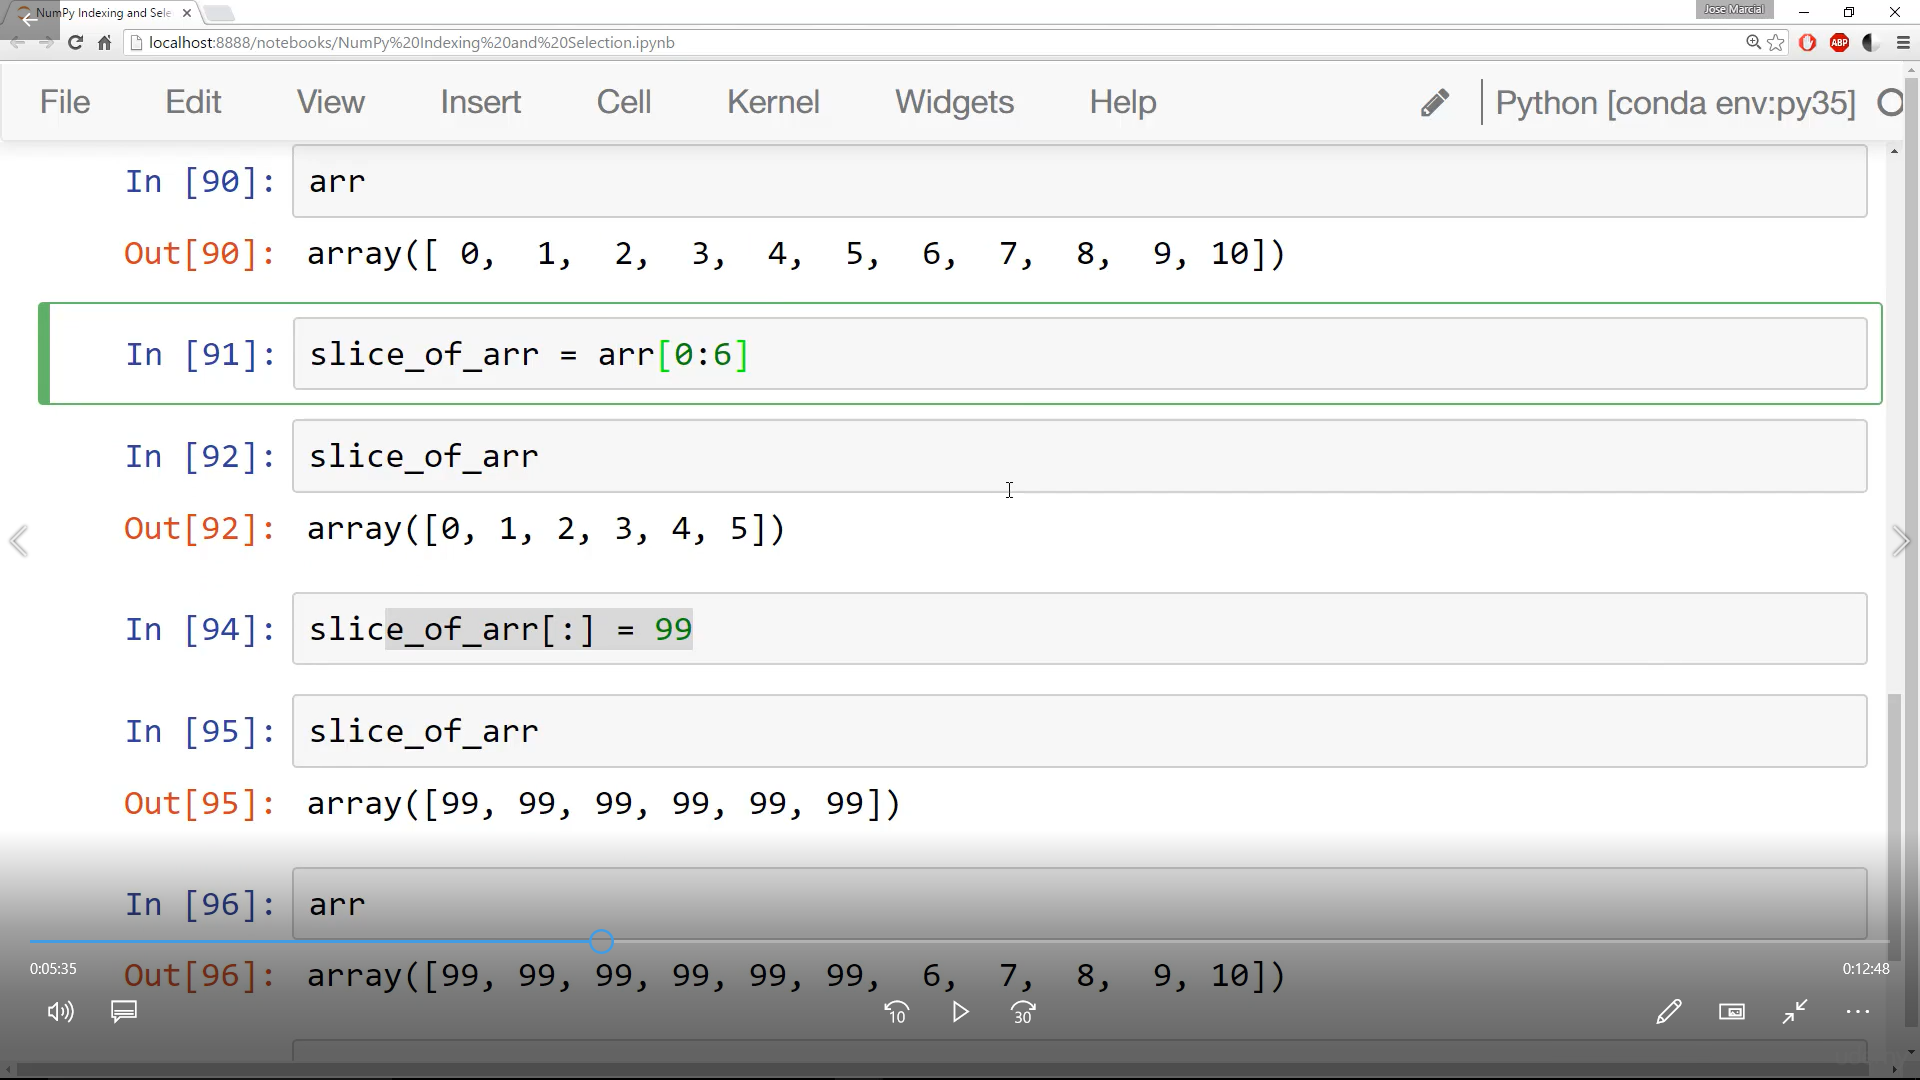 NumPy Indexing and Sele
Jose Marcial
localhost:8888/notebooks/NumPy%20Indexing%20and%20Selection.ipynb
ABP
File Edit View Insert Cell Kernel Widgets Help Python [conda env:py35]
In [90]: arr
Out[90]: array([ 0, 1, 2, 3, 4, 5, 6, 7, 8, 9, 10])
In [91]: slice_of_arr = arr[0:6]
In [92]: slice_of_arr
Out[92]: array([0, 1, 2, 3, 4, 5])
In [94]: slice_of_arr[:] = 99
In [95]: slice_of_arr
Out[95]: array([99, 99, 99, 99, 99, 99])
In [96]: arr
0:05:35 0:12:48
Out[96]: array([99, 99, 99, 99, 99, 99, 6, 7, 8, 9, 10])
10 30